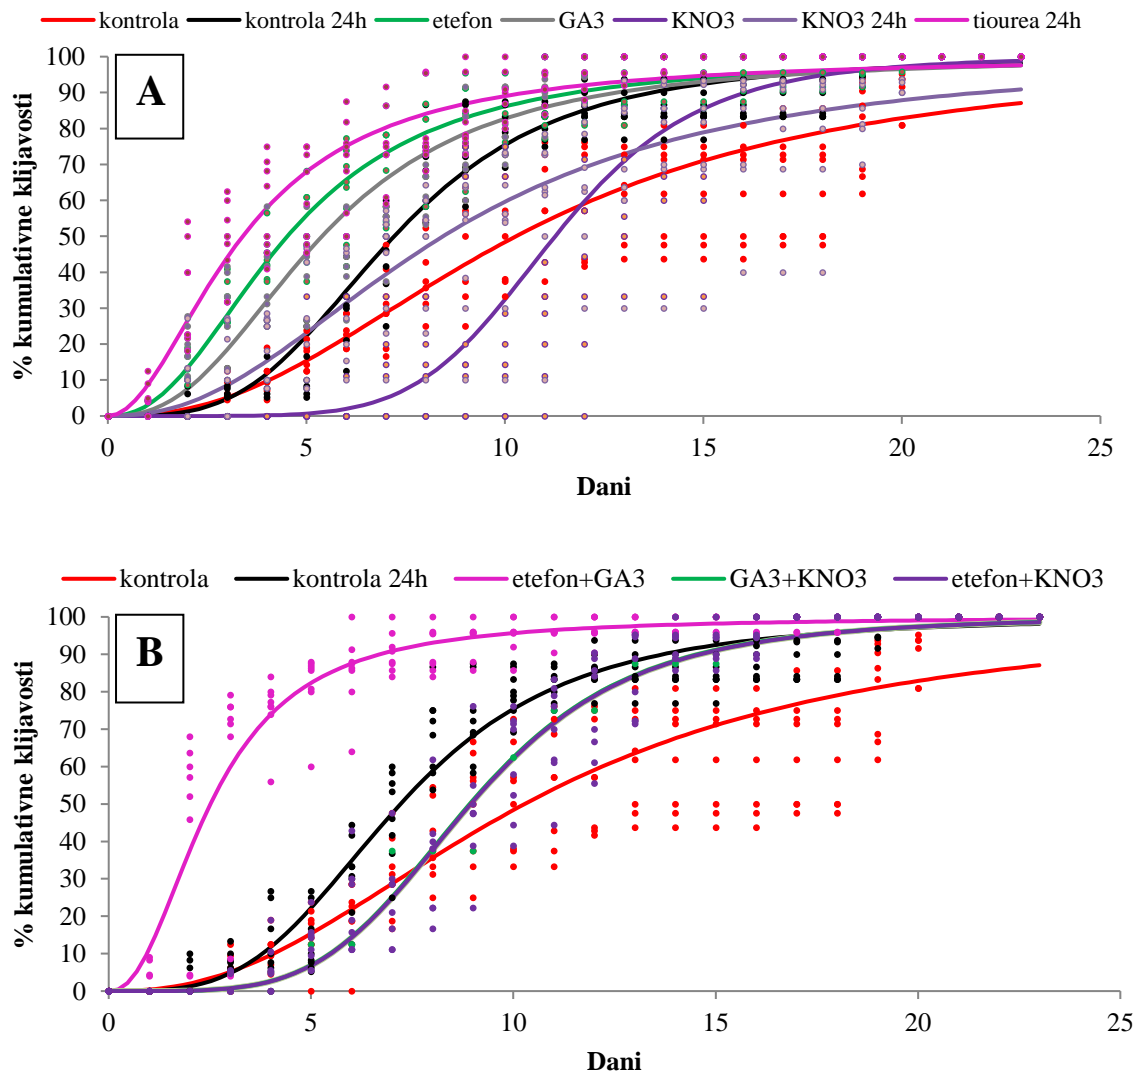 kontrola kontrola 24h etefon GA3 KNO3 KNO3 24h tiourea 24h
A
% kumulative klijavosti
100
90
80
70
60
50
40
30
20
10
0
0 5 10 15 20 25
Dani
kontrola kontrola 24h etefon+GA3 GA3+KNO3 etefon+KNO3
B
% kumulativne klijavosti
100
90
80
70
60
50
40
30
20
10
0
0 5 10 15 20 25
Dani